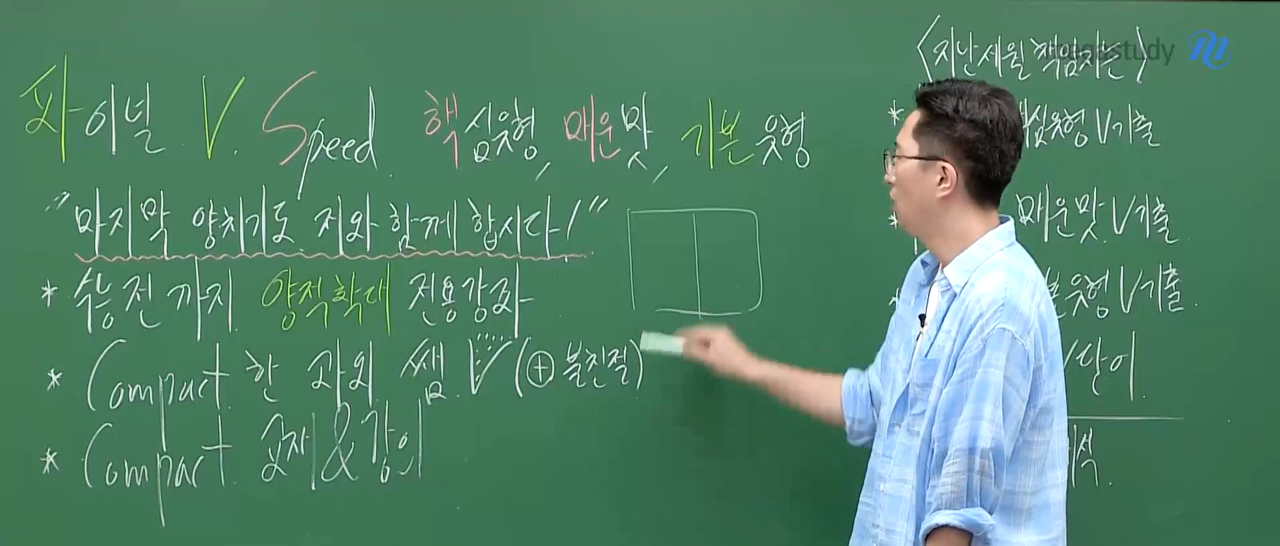 파이널 V. Speed. 핵심유형, 매운맛, 기본유형
"마지막 양치기도 저와 함께 합시다!"
* 수능 전까지 양적확대 전용강좌
* Compact 한 과외 쌤. V (+ 불친절)
* Compact 교재 & 강의
<지난 세월 책임지는>
megastudy
심유형 V기출
매운맛 V기출.
유형 V기출.
단어.